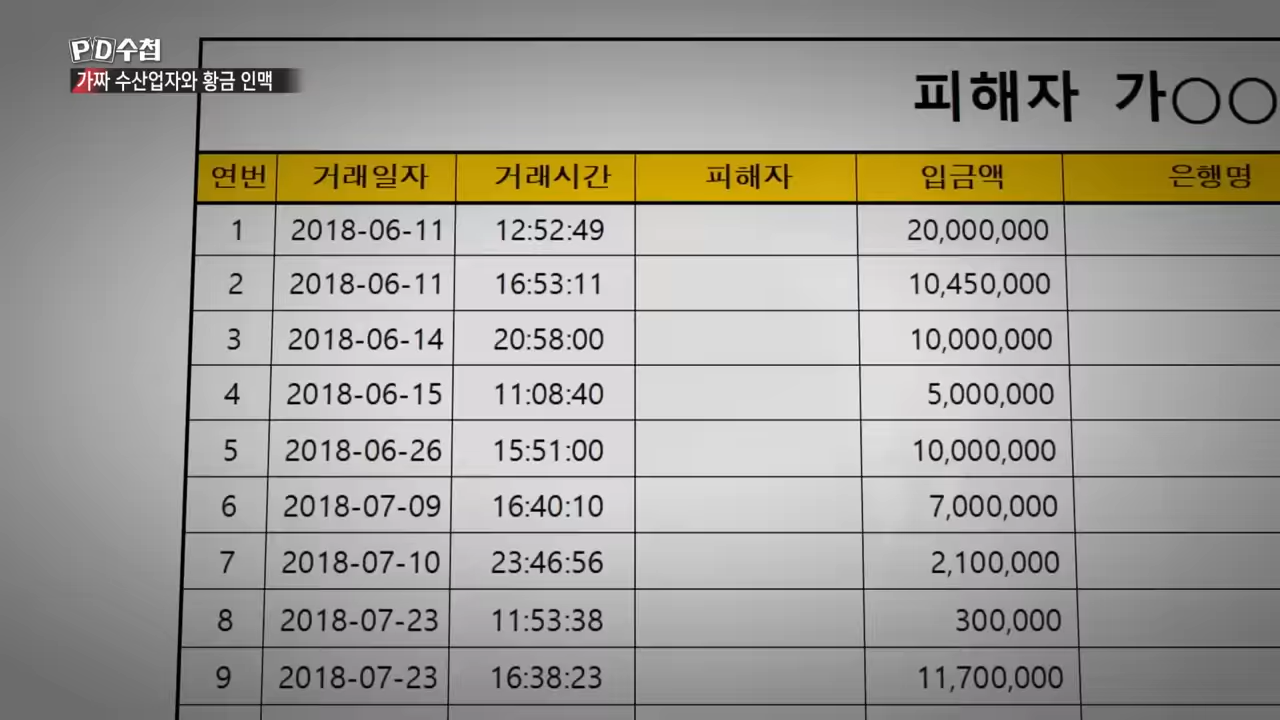 PD수첩
가짜 수산업자와 황금 인맥
피해자 가○○
연번 거래일자 거래시간 피해자 입금액 은행명
1 2018-06-11 12:52:49 20,000,000
2 2018-06-11 16:53:11 10,450,000
3 2018-06-14 20:58:00 10,000,000
4 2018-06-15 11:08:40 5,000,000
5 2018-06-26 15:51:00 10,000,000
6 2018-07-09 16:40:10 7,000,000
7 2018-07-10 23:46:56 2,100,000
8 2018-07-23 11:53:38 300,000
9 2018-07-23 16:38:23 11,700,000